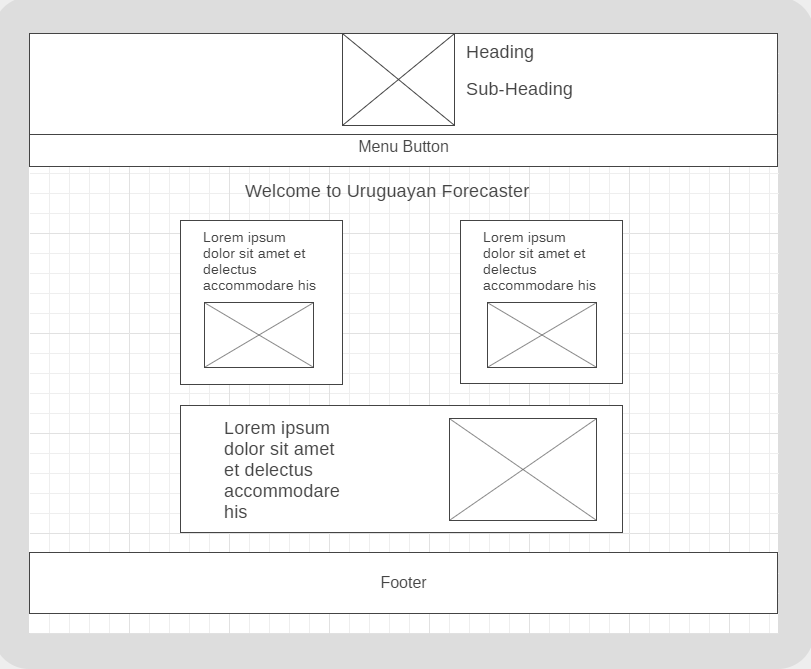 Heading
Sub-Heading
Menu Button
Welcome to Uruguayan Forecaster
Lorem ipsum
dolor sit amet et
delectus
accommodare his
Lorem ipsum
dolor sit amet et
delectus
accommodare his
Lorem ipsum
dolor sit amet
et delectus
accommodare
his
Footer